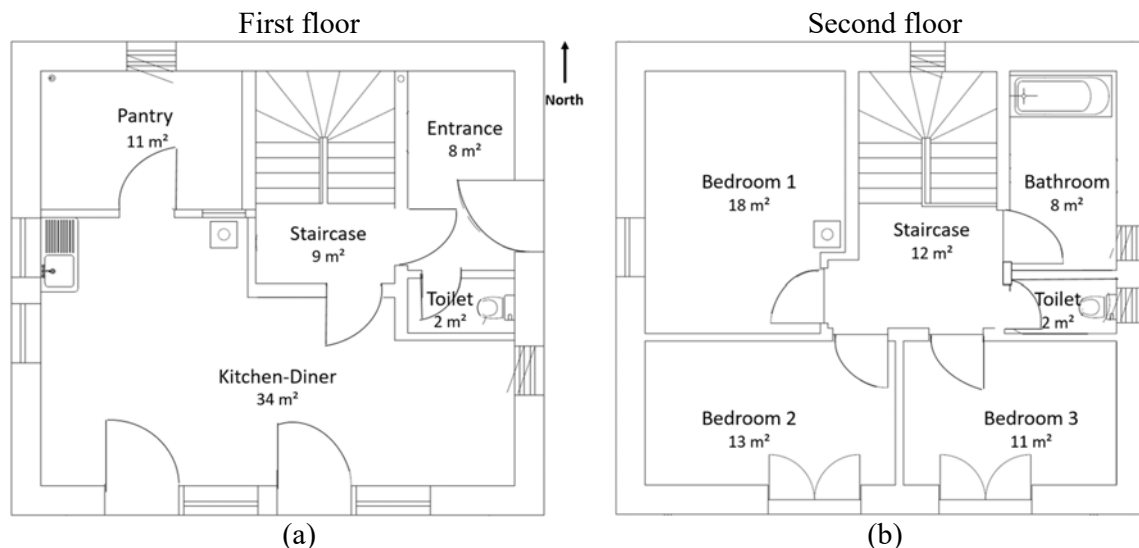 First floor
Second floor
North
Pantry
11 m²
Entrance
8 m²
Staircase
9 m²
Toilet
2 m²
Kitchen-Diner
34 m²
Bedroom 1
18 m²
Bathroom
8 m²
Staircase
12 m²
Toilet
2 m²
Bedroom 2
13 m²
Bedroom 3
11 m²
(a)
(b)